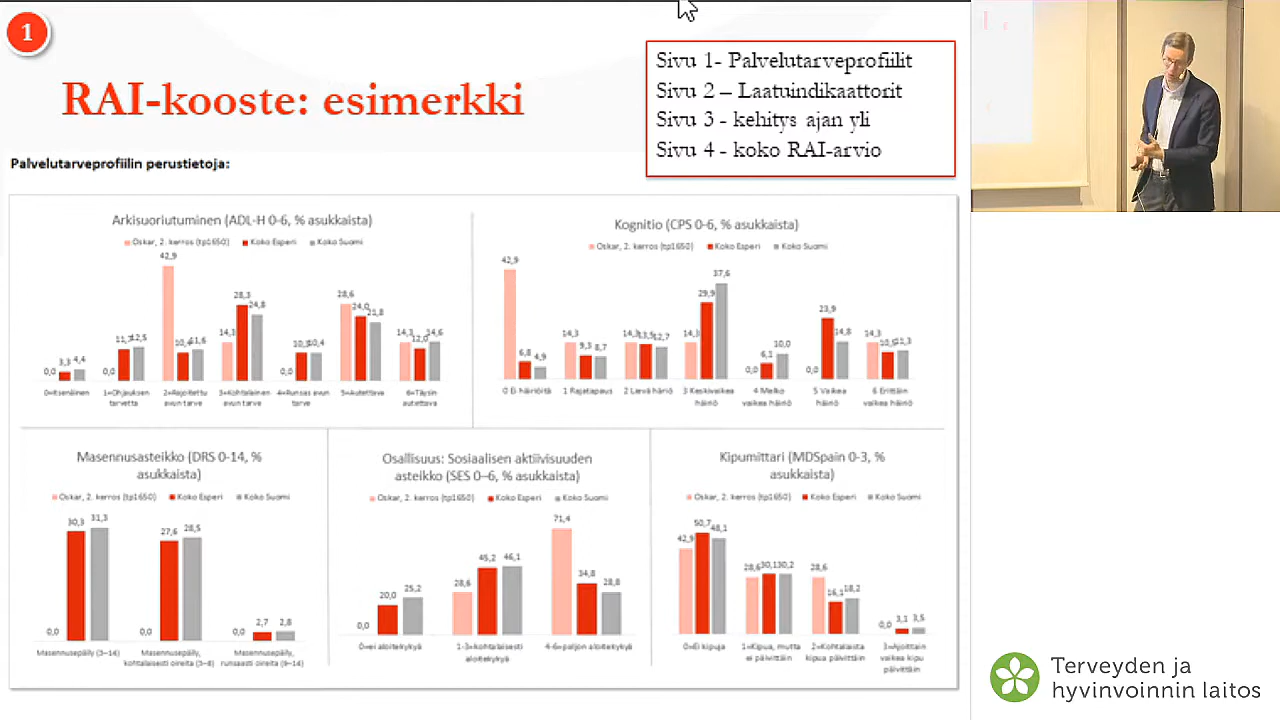 1
RAI-kooste: esimerkki
Sivu 1- Palvelutarveprofiilit
Sivu 2 – Laatuindikaattorit
Sivu 3 - kehitys ajan yli
Sivu 4 - koko RAI-arvio
Palvelutarveprofiilin perustietoja:
Arkisuoriutuminen (ADL-H 0-6, % asukkaista)
Oskar, 2. kerros (tp1650) Koko Esperi Koko Suomi
42,9
28,3 24,8 28,6 24,0 21,8
0,0 3,3 4,4 0,0 11,7 12,5 10,4 11,6 14,3 0,0 10,3 10,4 14,3 12,0 14,6
0=Itsenäinen 1=Ohjauksen tarvetta 2=Rajoitettu avun tarve 3=Kohtalainen avun tarve 4=Runsas avun tarve 5=Autettava 6=Täysin autettava
Kognitio (CPS 0-6, % asukkaista)
Oskar, 2. kerros (tp1650) Koko Esperi Koko Suomi
42,9 6,8 4,9 14,3 9,3 8,7 14,3 13,5 12,7 14,3 29,9 37,6 0,0 6,1 10,0 0,0 23,9 14,8 14,3 11,3
0 Ei häiriöitä 1 Rajatapaus 2 Lievä häiriö 3 Keskivaikea häiriö 4 Melko vaikea häiriö 5 Vaikea häiriö 6 Erittäin vaikea häiriö
Masennusasteikko (DRS 0-14, %
asukkaista)
Oskar, 2. kerros (tp1650) Koko Esperi Koko Suomi
0,0 30,3 31,3 0,0 27,6 28,5 0,0 2,7 2,8
Masennusepäily (3–14) Masennusepäily, kohtalaisesti oireita (3–8) Masennusepäily, runsaasti oireita (9–14)
Osallisuus: Sosiaalisen aktiivisuuden
asteikko (SES 0–6, % asukkaista)
Oskar, 2. kerros (tp1650) Koko Esperi Koko Suomi
0,0 20,0 25,2 28,6 45,2 46,1 71,4 34,8 28,8
0=ei aloitekykyä 1-3=kohtalaisesti aloitekykyä 4-6=paljon aloitekykyä
Kipumittari (MDSpain 0-3, %
asukkaista)
Oskar, 2. kerros (tp1650) Koko Esperi Koko Suomi
42,9 50,7 48,1 28,6 30,1 30,2 28,6 16,1 18,2 0,0 3,1 3,5
0=Ei kipuja 1=Kipua, mutta ei päivittäin 2=Kohtalaista kipua päivittäin 3=Ajoittain vaikea kipu päivittäin
Terveyden ja
hyvinvoinnin laitos